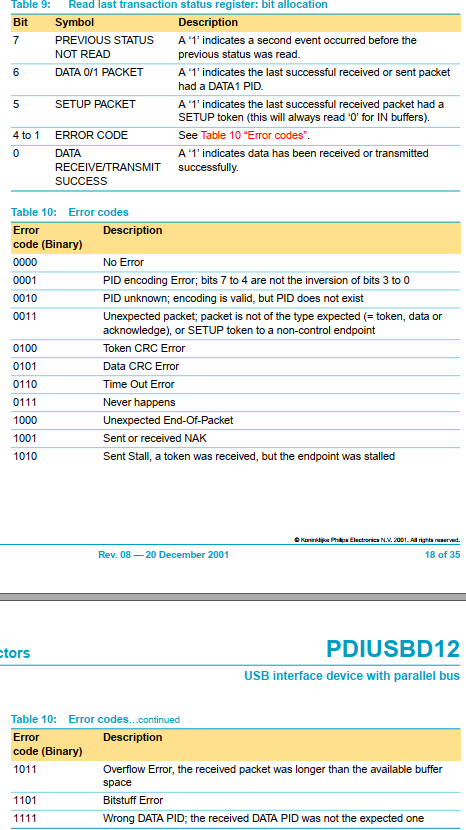 Table 9: Read last transaction status register: bit allocation
Bit Symbol Description
7 PREVIOUS STATUS A ‘1’ indicates a second event occurred before the
NOT READ previous status was read.
6 DATA 0/1 PACKET A ‘1’ indicates the last successful received or sent packet
had a DATA1 PID.
5 SETUP PACKET A ‘1’ indicates the last successful received packet had a
SETUP token (this will always read ‘0’ for IN buffers).
4 to 1 ERROR CODE See Table 10 “Error codes”.
0 DATA A ‘1’ indicates data has been received or transmitted
RECEIVE/TRANSMIT successfully.
SUCCESS
Table 10: Error codes
Error Description
code (Binary)
0000 No Error
0001 PID encoding Error; bits 7 to 4 are not the inversion of bits 3 to 0
0010 PID unknown; encoding is valid, but PID does not exist
0011 Unexpected packet; packet is not of the type expected (= token, data or
acknowledge), or SETUP token to a non-control endpoint
0100 Token CRC Error
0101 Data CRC Error
0110 Time Out Error
0111 Never happens
1000 Unexpected End-Of-Packet
1001 Sent or received NAK
1010 Sent Stall, a token was received, but the endpoint was stalled
© Koninklijke Philips Electronics N.V. 2001. All rights reserved.
Rev. 08 — 20 December 2001 18 of 35
ctors PDIUSBD12
USB interface device with parallel bus
Table 10: Error codes…continued
Error Description
code (Binary)
1011 Overflow Error, the received packet was longer than the available buffer
space
1101 Bitstuff Error
1111 Wrong DATA PID; the received DATA PID was not the expected one